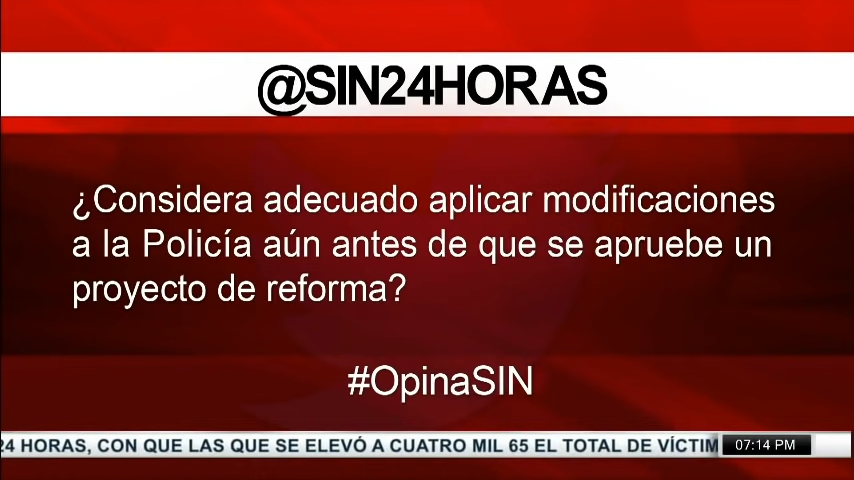 @SIN24HORAS
¿Considera adecuado aplicar modificaciones
a la Policía aún antes de que se apruebe un
proyecto de reforma?
#OpinaSIN
24 HORAS, CON QUE LAS QUE SE ELEVÓ A CUATRO MIL 65 EL TOTAL DE VÍCTIM
07:14 PM